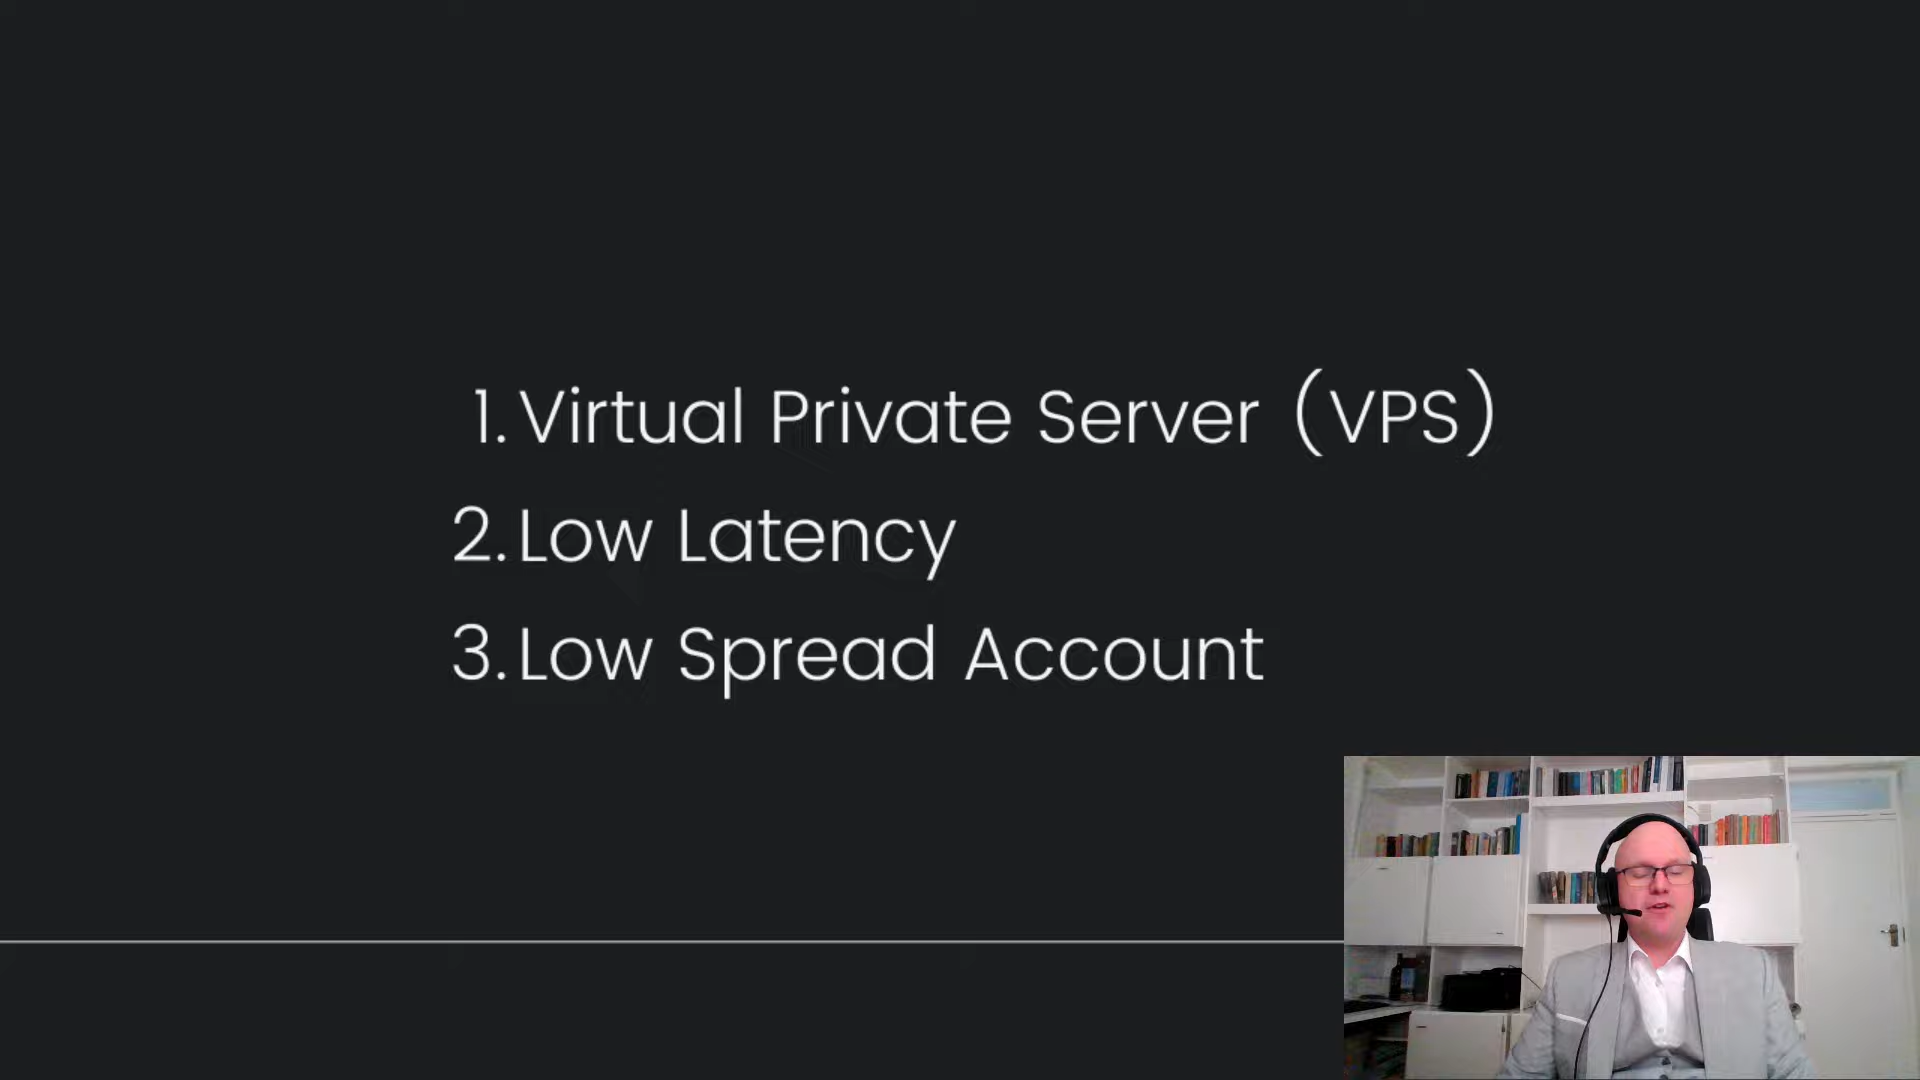 1. Virtual Private Server (VPS)
2. Low Latency
3. Low Spread Account